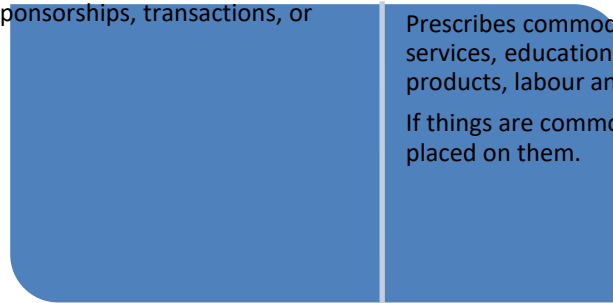 ponsorships, transactions, or
Prescribes commod
services, education
products, labour an
If things are commo
placed on them.